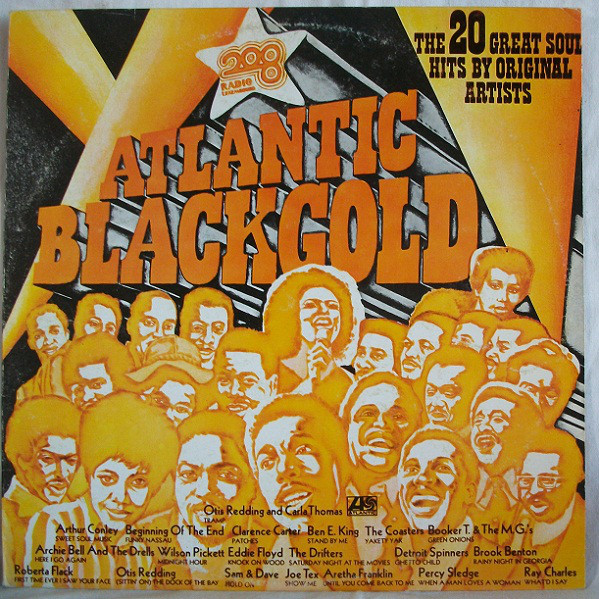 THE 20 GREAT SOUL
HITS BY ORIGINAL
ARTISTS
208
RADIO
LUXEMBOURG
ATLANTIC
BLACKGOLD
Otis Redding and Carla Thomas
TRAMP
ATLANTIC
Arthur Conley Beginning Of The End Clarence Carter Ben E. King The Coasters Booker T. & The M.G.'s
SWEET SOUL MUSIC FUNKY NASSAU PATCHES STAND BY ME YAKETY YAK GREEN ONIONS
Archie Bell And The Drells Wilson Pickett Eddie Floyd The Drifters Detroit Spinners Brook Benton
HERE I GO AGAIN MIDNIGHT HOUR KNOCK ON WOOD SATURDAY NIGHT AT THE MOVIES GHETTO CHILD RAINY NIGHT IN GEORGIA
Roberta Flack Otis Redding Sam & Dave Joe Tex Aretha Franklin Percy Sledge Ray Charles
FIRST TIME EVER I SAW YOUR FACE (SITTIN' ON) THE DOCK OF THE BAY HOLD ON SHOW ME UNTIL YOU COME BACK TO ME WHEN A MAN LOVES A WOMAN WHAT'D I SAY